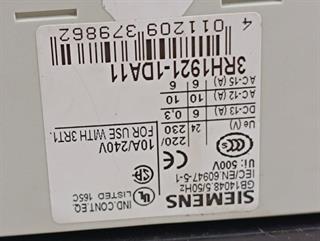 4 011209 379862
3RH1921-1DA11
AC-15 (A) 6 6
AC-12 (A) 10 10
DC-13 (A) 6 0,3
Ue (V) 24 220/230
10A/240V
FOR USE WITH 3RT1.
SIEMENS
GB14048.5/50Hz
IEC/EN 60947-5-1
Ui: 500V
CCC
UL LISTED 165C
IND.CONT.EQ.